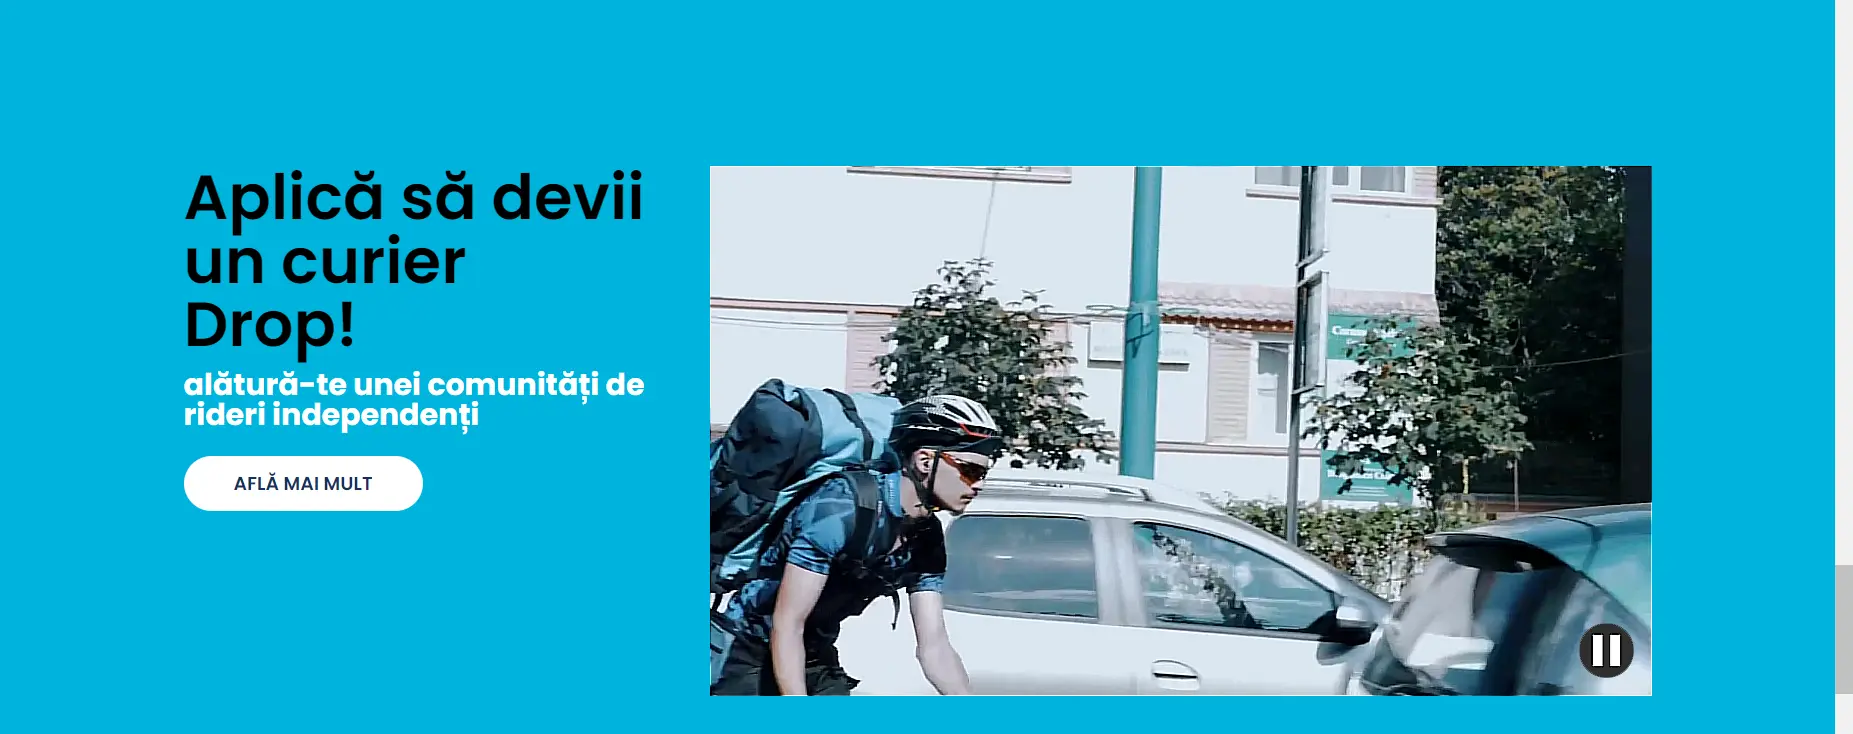 Aplică să devii
un curier
Drop!
alătură-te unei comunități de
rideri independenți
AFLĂ MAI MULT